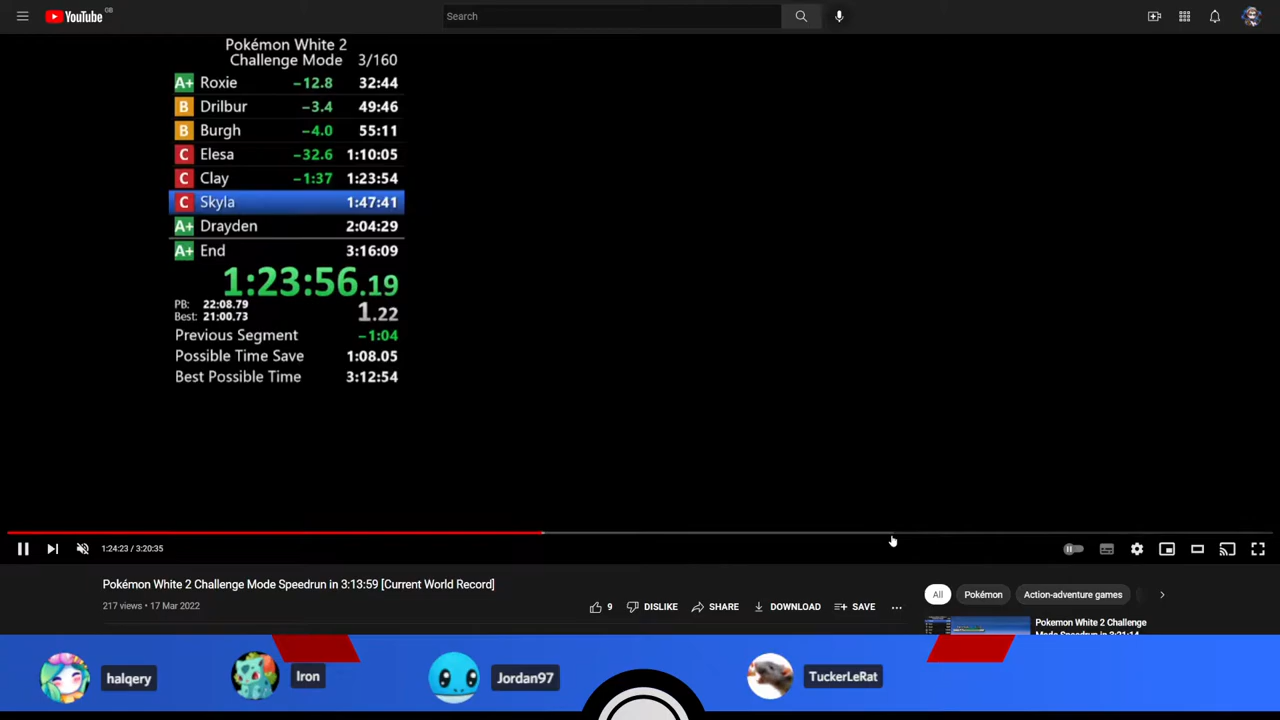 YouTube GB
Search
Pokémon White 2
Challenge Mode 3/160
A+ Roxie -12.8 32:44
B Drilbur -3.4 49:46
B Burgh -4.0 55:11
C Elesa -32.6 1:10:05
C Clay -1:37 1:23:54
C Skyla 1:47:41
A+ Drayden 2:04:29
A+ End 3:16:09
1:23:56.19
PB: 22:08.79
Best: 21:00.73
1.22
Previous Segment -1:04
Possible Time Save 1:08.05
Best Possible Time 3:12:54
1:24:23 / 3:20:35
Pokémon White 2 Challenge Mode Speedrun in 3:13:59 [Current World Record]
217 views • 17 Mar 2022
9 DISLIKE SHARE DOWNLOAD SAVE
All Pokémon Action-adventure games
Pokemon White 2 Challenge
Mode Speedrun in 3:21:14
halqery Iron Jordan97 TuckerLeRat